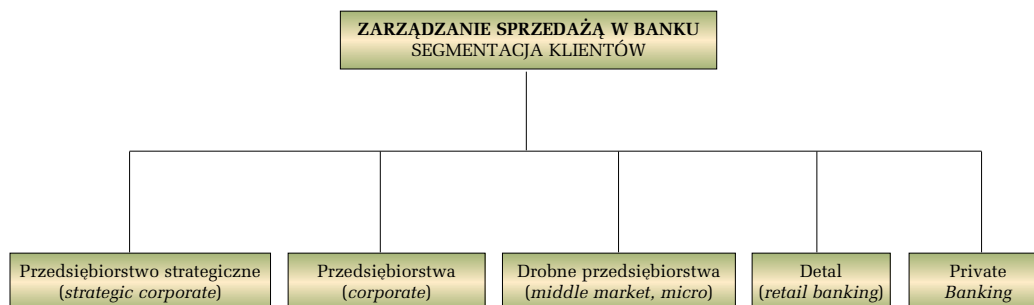 ZARZĄDZANIE SPRZEDAŻĄ W BANKU
SEGMENTACJA KLIENTÓW
Przedsiębiorstwo strategiczne
(strategic corporate)
Przedsiębiorstwa
(corporate)
Drobne przedsiębiorstwa
(middle market, micro)
Detal
(retail banking)
Private
Banking